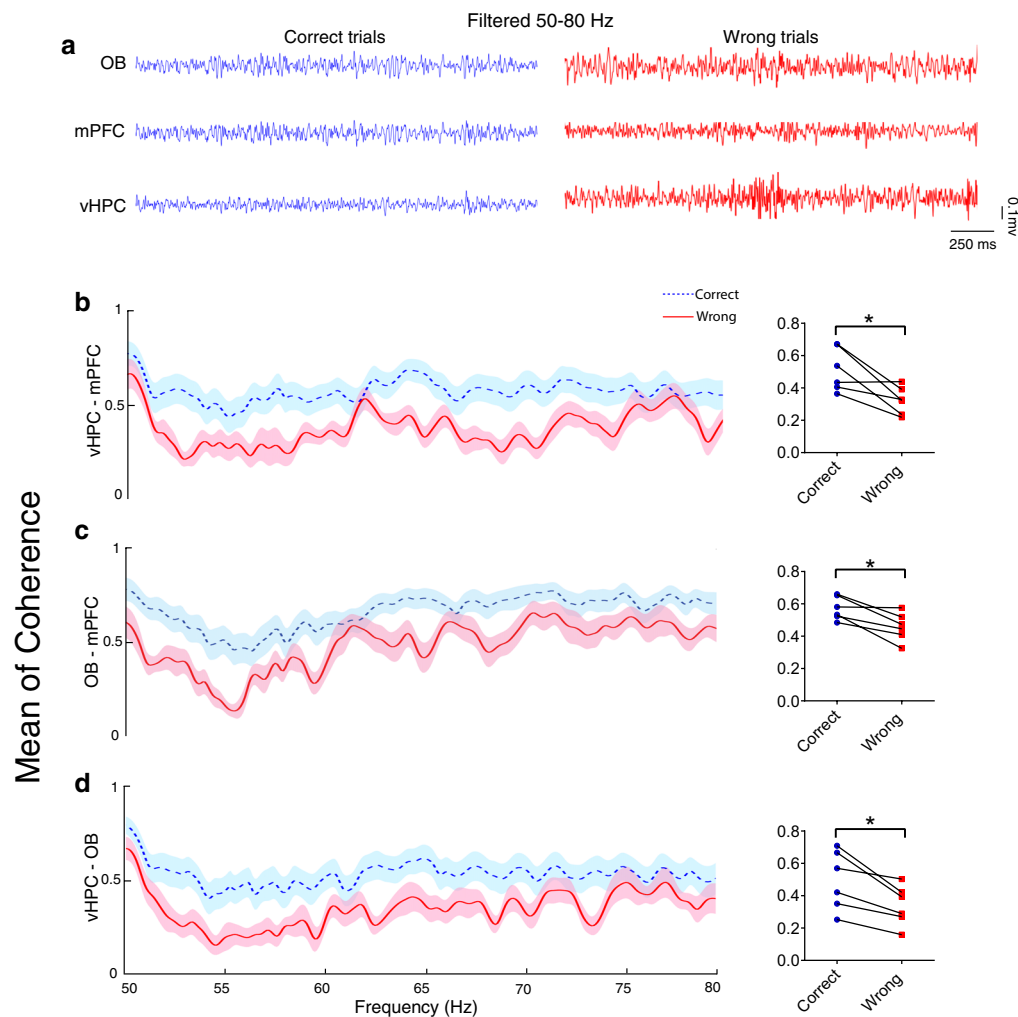 Filtered 50-80 Hz
a
Correct trials
Wrong trials
OB
mPFC
vHPC
0.1mv
250 ms
Mean of Coherence
b
Correct
Wrong
vHPC - mPFC
1
0.5
0
*
0.8
0.6
0.4
0.2
0.0
Correct
Wrong
c
OB - mPFC
1
0.5
0
*
0.8
0.6
0.4
0.2
0.0
Correct
Wrong
d
vHPC - OB
1
0.5
0
50
55
60
65
70
75
80
Frequency (Hz)
*
0.8
0.6
0.4
0.2
0.0
Correct
Wrong